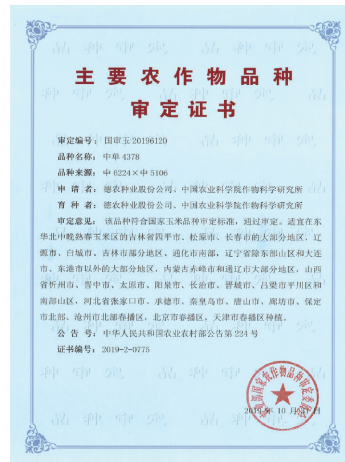 主要农作物品种
审定证书
审定编号：国审玉20196120
品种名称：中单4378
品种来源：中6224×中5106
申请者：德农种业股份公司、中国农业科学院作物科学研究所
育种者：德农种业股份公司、中国农业科学院作物科学研究所
审定意见：该品种符合国家玉米品种审定标准，通过审定。适宜在东
华北中晚熟春玉米区的吉林省四平市、松原市、长春市的大部分地区，辽
源市、白城市、吉林市部分地区、通化市南部，辽宁省除东部山区和大连
市、东港市以外的大部分地区，内蒙古赤峰市和通辽市大部分地区，山西
省忻州市、晋中市、太原市、阳泉市、长治市、晋城市、吕梁市平川区和
南部山区，河北省张家口市、承德市、秦皇岛市、唐山市、廊坊市、保定
市北部、沧州市北部春播区，北京市春播区，天津市春播区种植。
公告号：中华人民共和国农业农村部公告第224号
证书编号：2019-2-0775
2019年10月31日